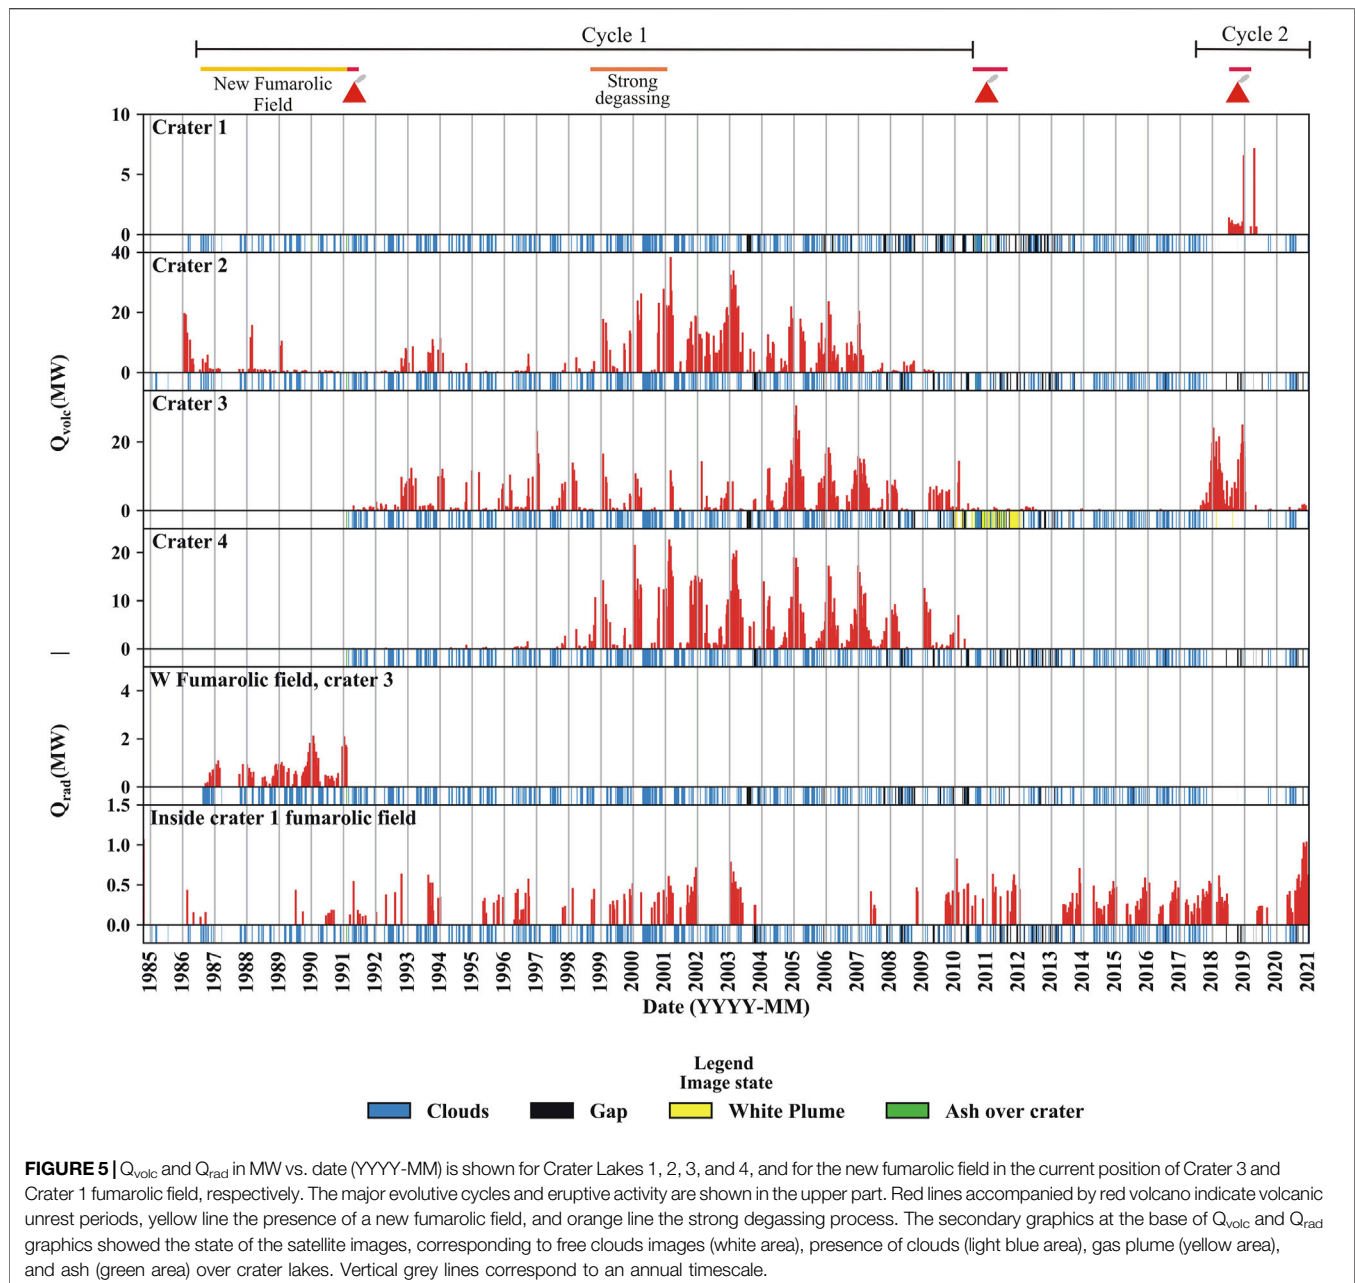 Cycle 1
Cycle 2
New Fumarolic
Field
Strong
degassing
10
Crater 1
5
0
40
Crater 2
20
0
Crater 3
20
0
Crater 4
20
10
0
W Fumarolic field, crater 3
4
2
0
1.5
Inside crater 1 fumarolic field
1.0
0.5
0.0
Qvolc (MW)
|
Qrad (MW)
1985 1986 1987 1988 1989 1990 1991 1992 1993 1994 1995 1996 1997 1998 1999 2000 2001 2002 2003 2004 2005 2006 2007 2008 2009 2010 2011 2012 2013 2014 2015 2016 2017 2018 2019 2020 2021
Date (YYYY-MM)
Legend
Image state
Clouds Gap White Plume Ash over crater
FIGURE 5 | Qvolc and Qrad in MW vs. date (YYYY-MM) is shown for Crater Lakes 1, 2, 3, and 4, and for the new fumarolic field in the current position of Crater 3 and
Crater 1 fumarolic field, respectively. The major evolutive cycles and eruptive activity are shown in the upper part. Red lines accompanied by red volcano indicate volcanic
unrest periods, yellow line the presence of a new fumarolic field, and orange line the strong degassing process. The secondary graphics at the base of Qvolc and Qrad
graphics showed the state of the satellite images, corresponding to free clouds images (white area), presence of clouds (light blue area), gas plume (yellow area),
and ash (green area) over crater lakes. Vertical grey lines correspond to an annual timescale.